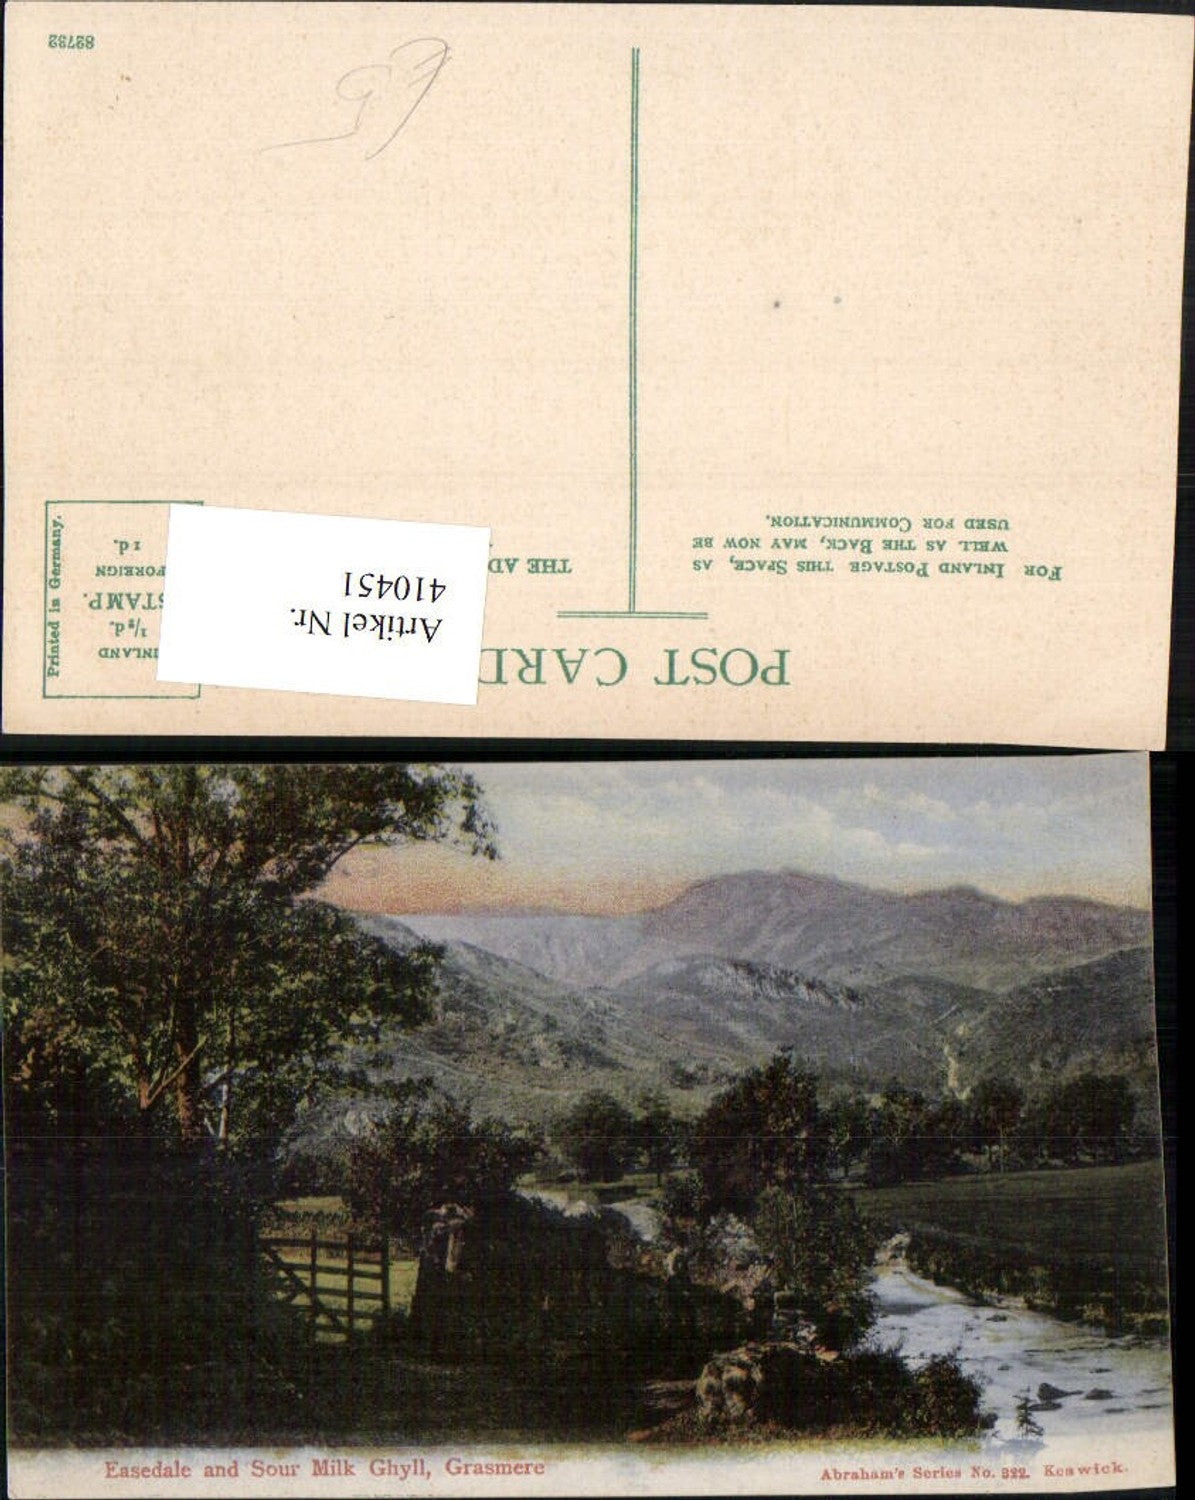 POST CARD
FOR INLAND POSTAGE THIS SPACE, AS
WELL AS THE BACK, MAY NOW BE
USED FOR COMMUNICATION.
THE AD
Artikel Nr.
410451
INLAND
½d.
STAMP.
FOREIGN
1d.
Printed in Germany.
82732
Easedale and Sour Milk Ghyll, Grasmere
Abraham's Series No. 322. Keswick.